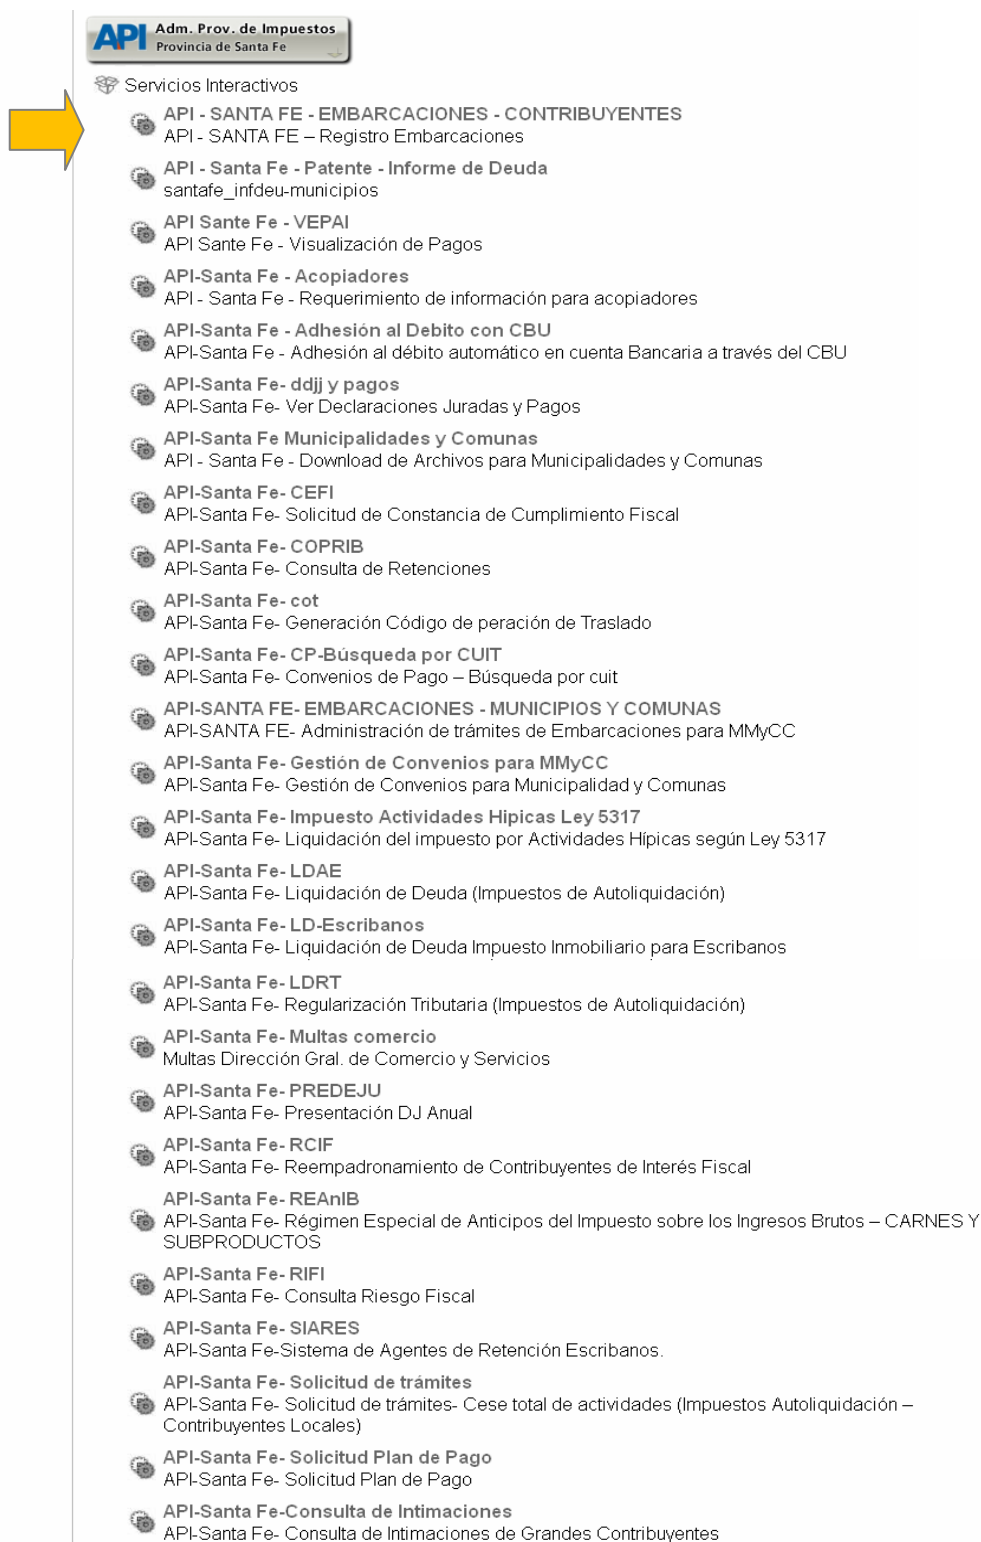 API Adm. Prov. de Impuestos
Provincia de Santa Fe
Servicios Interactivos
API - SANTA FE - EMBARCACIONES - CONTRIBUYENTES
API - SANTA FE – Registro Embarcaciones
API - Santa Fe - Patente - Informe de Deuda
santafe_infdeu-municipios
API Sante Fe - VEPAI
API Sante Fe - Visualización de Pagos
API-Santa Fe - Acopiadores
API - Santa Fe - Requerimiento de información para acopiadores
API-Santa Fe - Adhesión al Debito con CBU
API-Santa Fe - Adhesión al débito automático en cuenta Bancaria a través del CBU
API-Santa Fe- ddjj y pagos
API-Santa Fe- Ver Declaraciones Juradas y Pagos
API-Santa Fe Municipalidades y Comunas
API - Santa Fe - Download de Archivos para Municipalidades y Comunas
API-Santa Fe- CEFI
API-Santa Fe- Solicitud de Constancia de Cumplimiento Fiscal
API-Santa Fe- COPRIB
API-Santa Fe- Consulta de Retenciones
API-Santa Fe- cot
API-Santa Fe- Generación Código de peración de Traslado
API-Santa Fe- CP-Búsqueda por CUIT
API-Santa Fe- Convenios de Pago – Búsqueda por cuit
API-SANTA FE- EMBARCACIONES - MUNICIPIOS Y COMUNAS
API-SANTA FE- Administración de trámites de Embarcaciones para MMyCC
API-Santa Fe- Gestión de Convenios para MMyCC
API-Santa Fe- Gestión de Convenios para Municipalidad y Comunas
API-Santa Fe- Impuesto Actividades Hipicas Ley 5317
API-Santa Fe- Liquidación del impuesto por Actividades Hípicas según Ley 5317
API-Santa Fe- LDAE
API-Santa Fe- Liquidación de Deuda (Impuestos de Autoliquidación)
API-Santa Fe- LD-Escribanos
API-Santa Fe- Liquidación de Deuda Impuesto Inmobiliario para Escribanos
API-Santa Fe- LDRT
API-Santa Fe- Regularización Tributaria (Impuestos de Autoliquidación)
API-Santa Fe- Multas comercio
Multas Dirección Gral. de Comercio y Servicios
API-Santa Fe- PREDEJU
API-Santa Fe- Presentación DJ Anual
API-Santa Fe- RCIF
API-Santa Fe- Reempadronamiento de Contribuyentes de Interés Fiscal
API-Santa Fe- REAnIB
API-Santa Fe- Régimen Especial de Anticipos del Impuesto sobre los Ingresos Brutos – CARNES Y
SUBPRODUCTOS
API-Santa Fe- RIFI
API-Santa Fe- Consulta Riesgo Fiscal
API-Santa Fe- SIARES
API-Santa Fe-Sistema de Agentes de Retención Escribanos.
API-Santa Fe- Solicitud de trámites
API-Santa Fe- Solicitud de trámites- Cese total de actividades (Impuestos Autoliquidación –
Contribuyentes Locales)
API-Santa Fe- Solicitud Plan de Pago
API-Santa Fe- Solicitud Plan de Pago
API-Santa Fe-Consulta de Intimaciones
API-Santa Fe- Consulta de Intimaciones de Grandes Contribuyentes